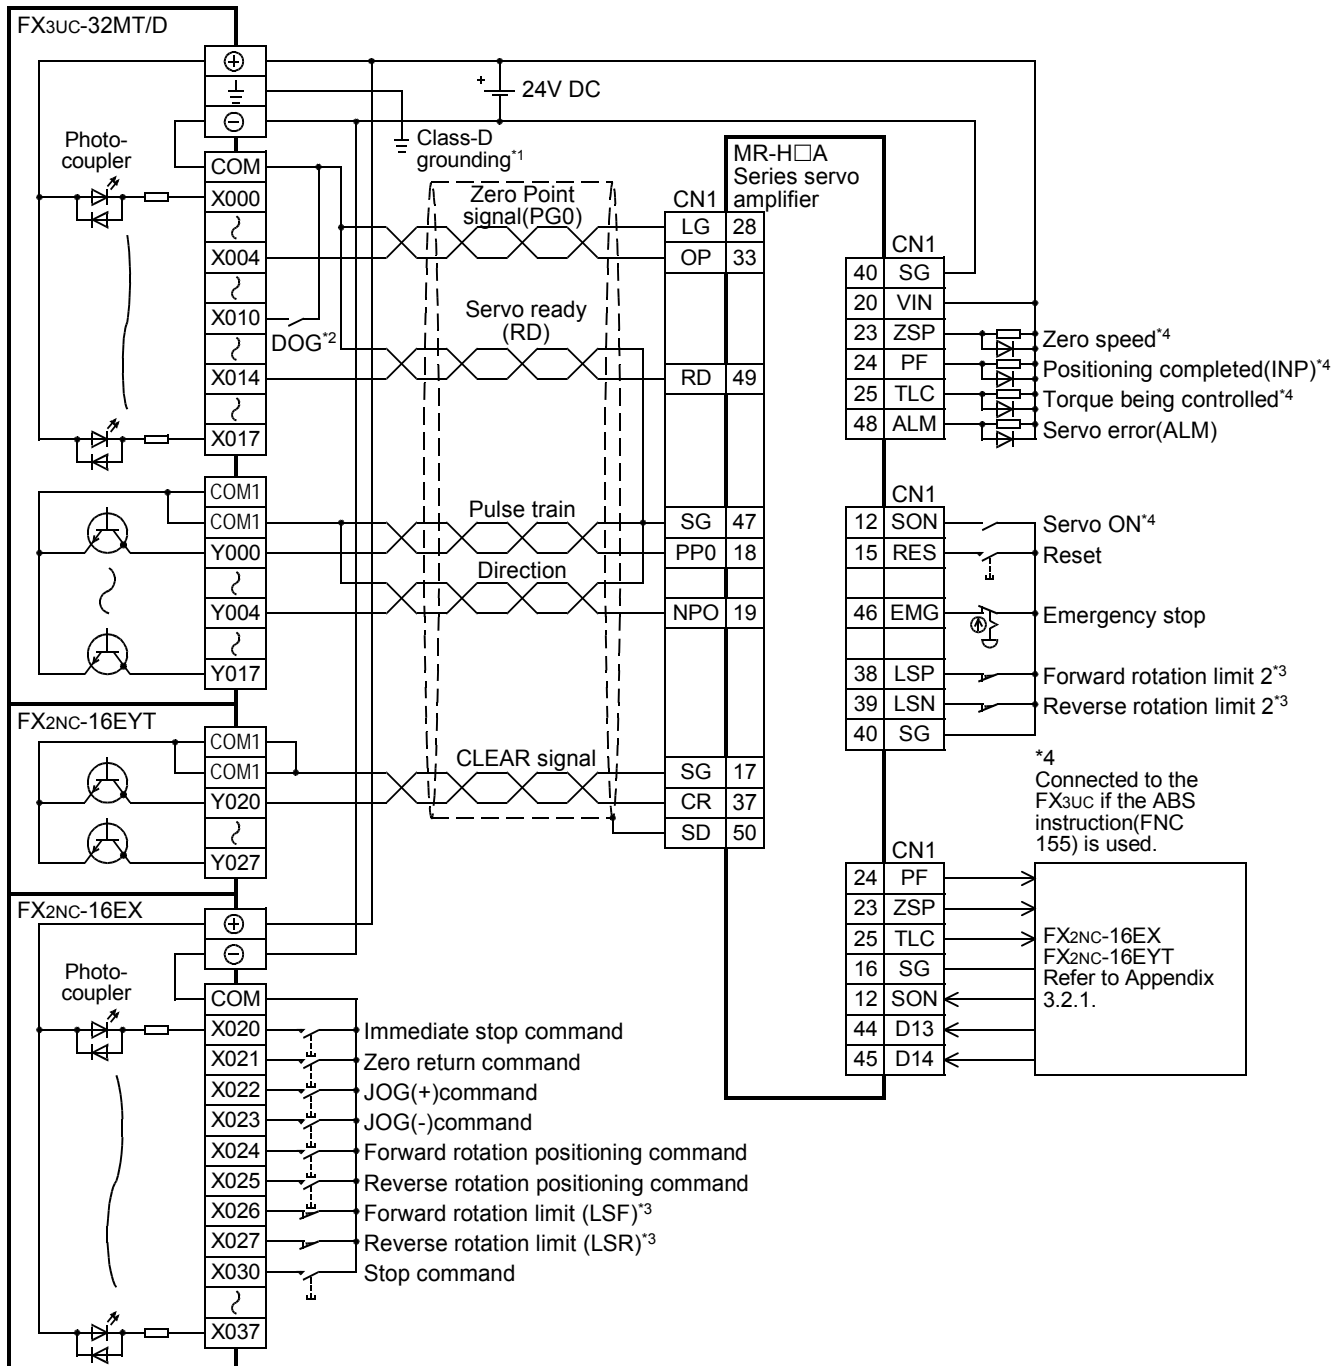 FX3UC-32MT/D
+
24V DC
Photo-
coupler
Class-D
grounding*1
COM
X000
X004
X010
X014
X017
DOG*2
COM1
COM1
Y000
Y004
Y017
Zero Point
signal(PG0)
Servo ready
(RD)
Pulse train
Direction
CLEAR signal
CN1
LG 28
OP 33
RD 49
SG 47
PP0 18
NPO 19
SG 17
CR 37
SD 50
MR-H□A
Series servo
amplifier
CN1
40 SG
20 VIN
23 ZSP
24 PF
25 TLC
48 ALM
Zero speed*4
Positioning completed(INP)*4
Torque being controlled*4
Servo error(ALM)
CN1
12 SON
15 RES
46 EMG
38 LSP
39 LSN
40 SG
Servo ON*4
Reset
Emergency stop
Forward rotation limit 2*3
Reverse rotation limit 2*3
*4
Connected to the
FX3UC if the ABS
instruction(FNC
155) is used.
CN1
24 PF
23 ZSP
25 TLC
16 SG
12 SON
44 D13
45 D14
FX2NC-16EX
FX2NC-16EYT
Refer to Appendix
3.2.1.
FX2NC-16EYT
COM1
COM1
Y020
Y027
FX2NC-16EX
Photo-
coupler
COM
X020 Immediate stop command
X021 Zero return command
X022 JOG(+)command
X023 JOG(-)command
X024 Forward rotation positioning command
X025 Reverse rotation positioning command
X026 Forward rotation limit (LSF)*3
X027 Reverse rotation limit (LSR)*3
X030 Stop command
X037